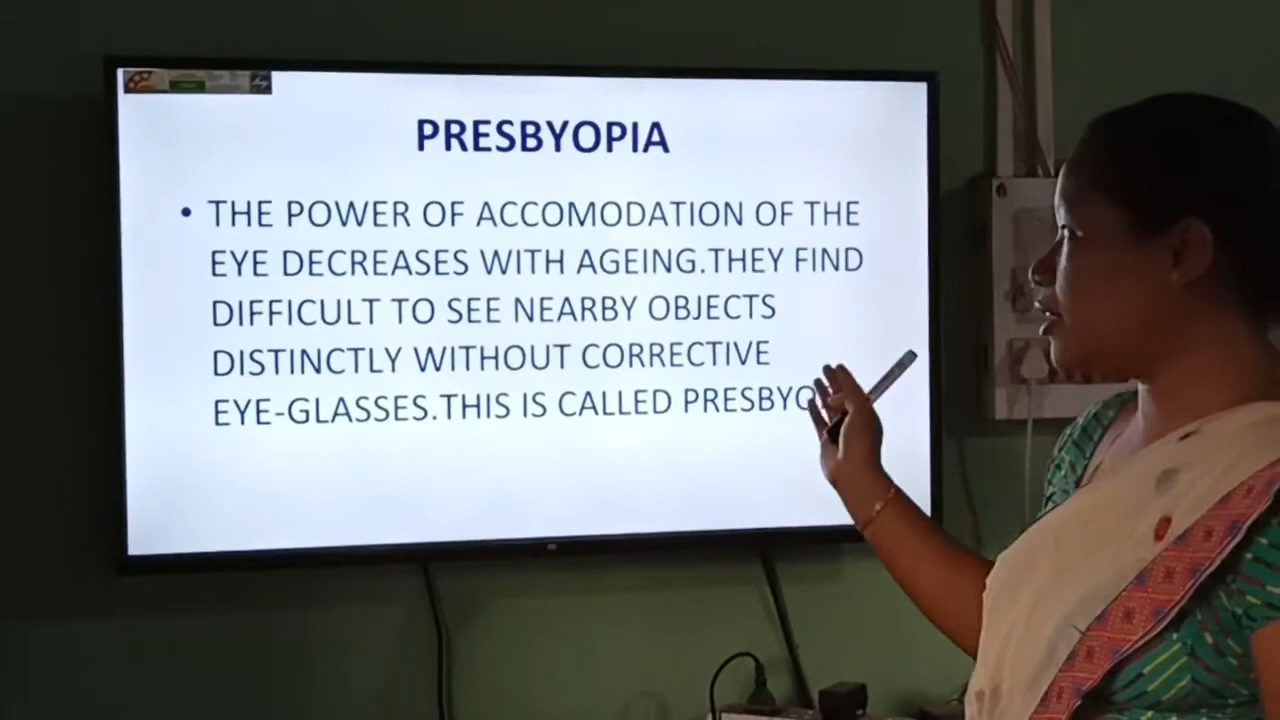 PRESBYOPIA
• THE POWER OF ACCOMODATION OF THE
EYE DECREASES WITH AGEING.THEY FIND
DIFFICULT TO SEE NEARBY OBJECTS
DISTINCTLY WITHOUT CORRECTIVE
EYE-GLASSES.THIS IS CALLED